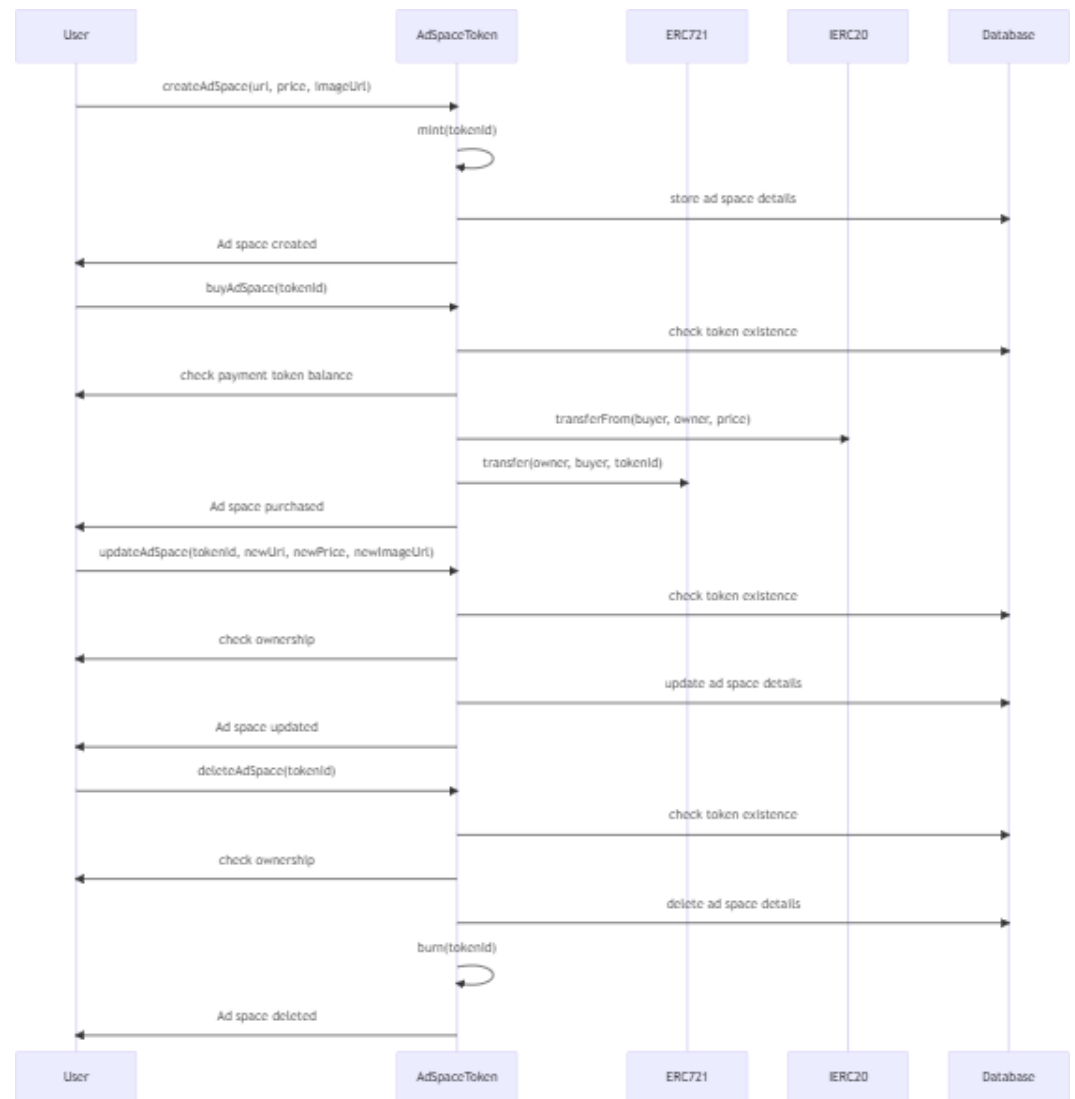 User
AdSpaceToken
ERC721
IERC20
Database
createAdSpace(url, price, imageUrl)
mint(tokenId)
store ad space details
Ad space created
buyAdSpace(tokenId)
check token existence
check payment token balance
transferFrom(buyer, owner, price)
transfer(owner, buyer, tokenId)
Ad space purchased
updateAdSpace(tokenId, newUrl, newPrice, newImageUrl)
check token existence
check ownership
update ad space details
Ad space updated
deleteAdSpace(tokenId)
check token existence
check ownership
delete ad space details
burn(tokenId)
Ad space deleted
User
AdSpaceToken
ERC721
IERC20
Database